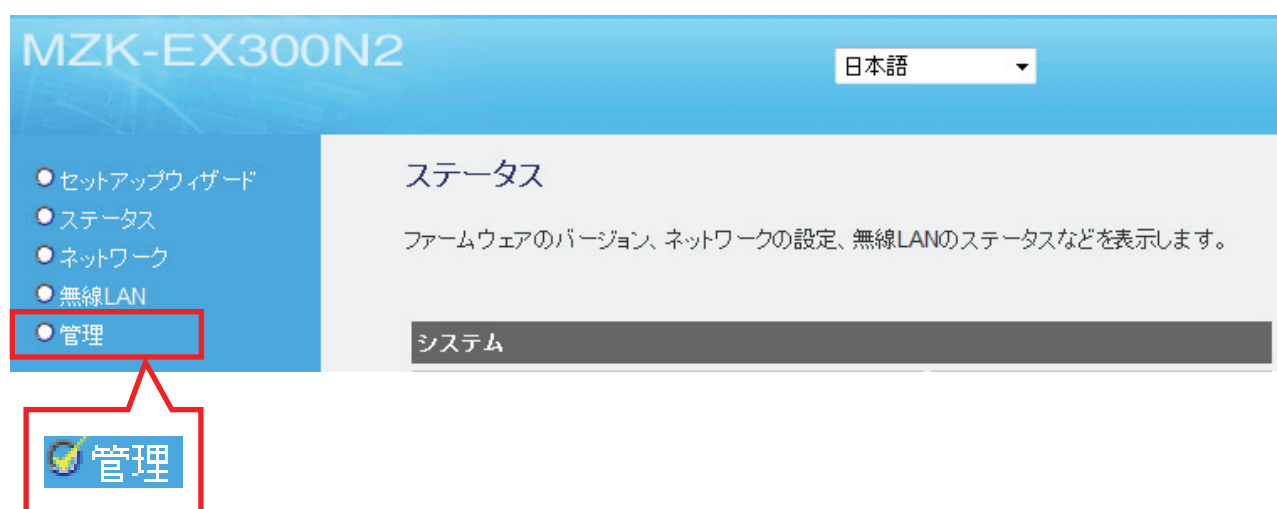 MZK-EX300N2
日本語
セットアップウィザード
ステータス
ネットワーク
無線LAN
管理
ステータス
ファームウェアのバージョン、ネットワークの設定、無線LANのステータスなどを表示します。
システム
管理